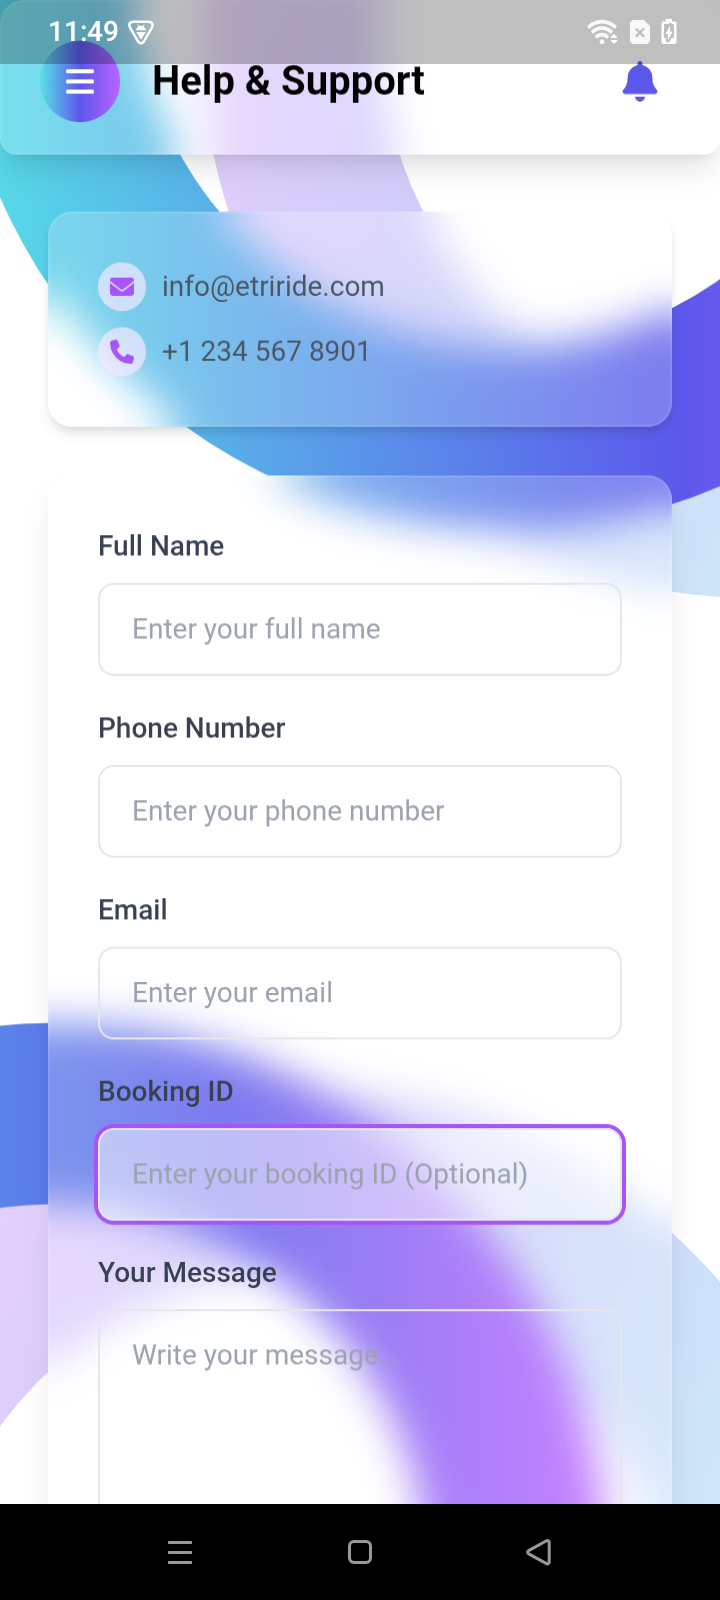 11:49
Help & Support
info@etriride.com
+1 234 567 8901
Full Name
Enter your full name
Phone Number
Enter your phone number
Email
Enter your email
Booking ID
Enter your booking ID (Optional)
Your Message
Write your message...